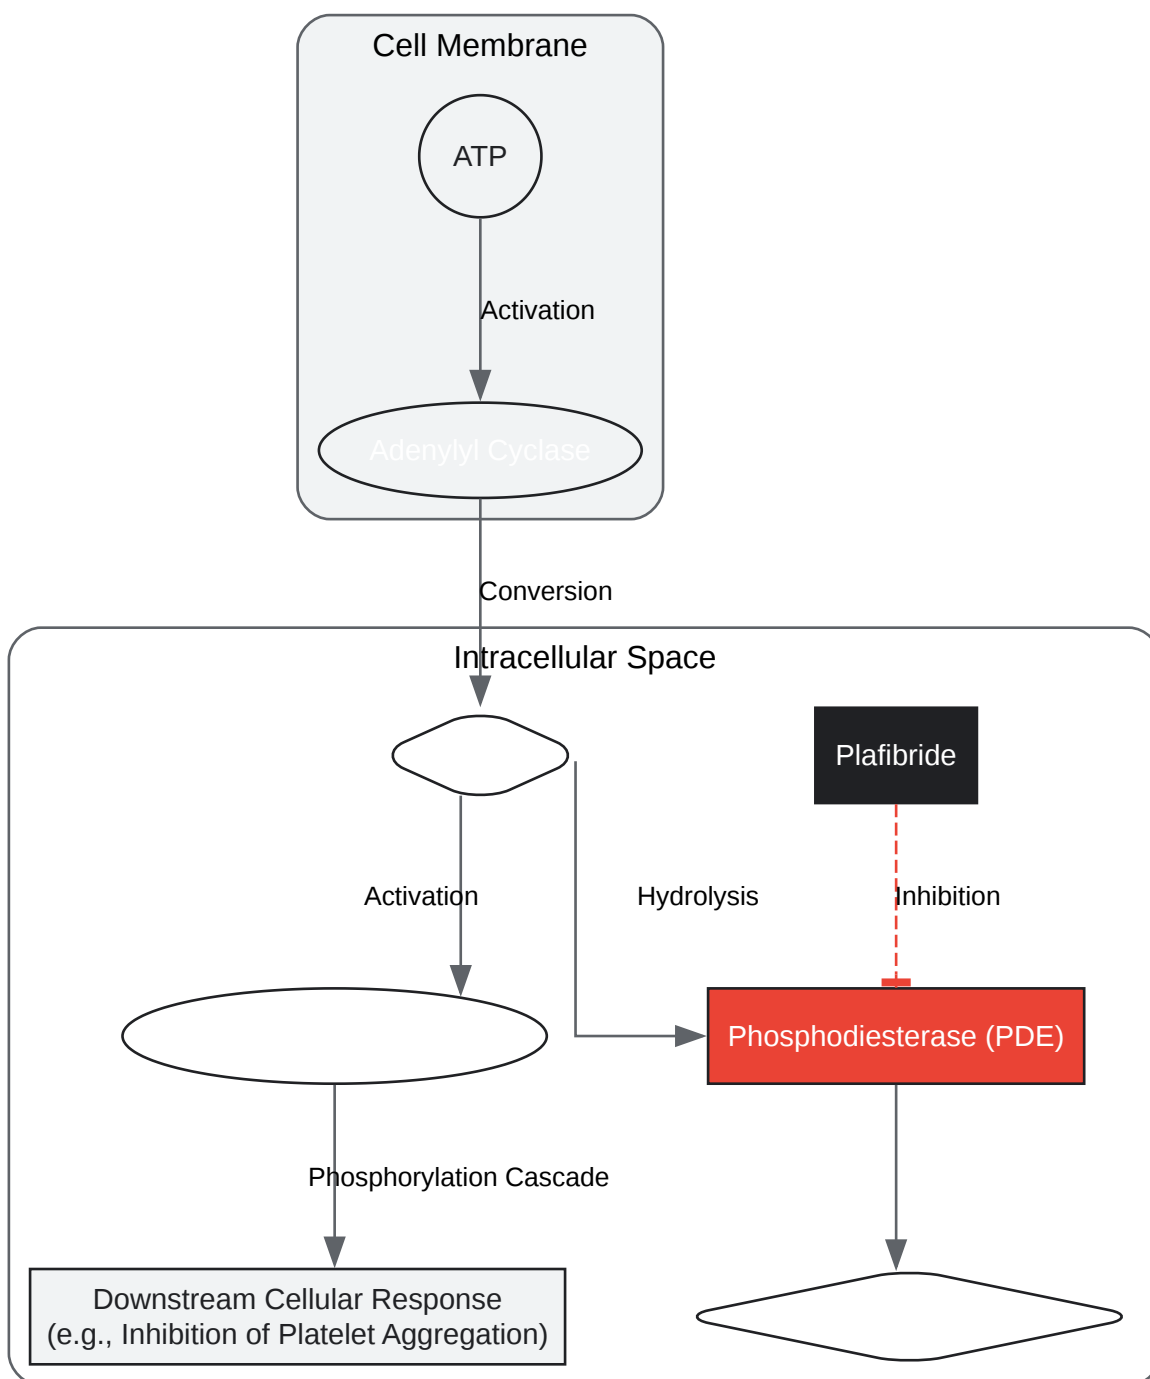 Cell Membrane
ATP
Activation
Adenylyl Cyclase
Conversion
Intracellular Space
Plafibride
Activation
Hydrolysis
Inhibition
Phosphodiesterase (PDE)
Phosphorylation Cascade
Downstream Cellular Response
(e.g., Inhibition of Platelet Aggregation)